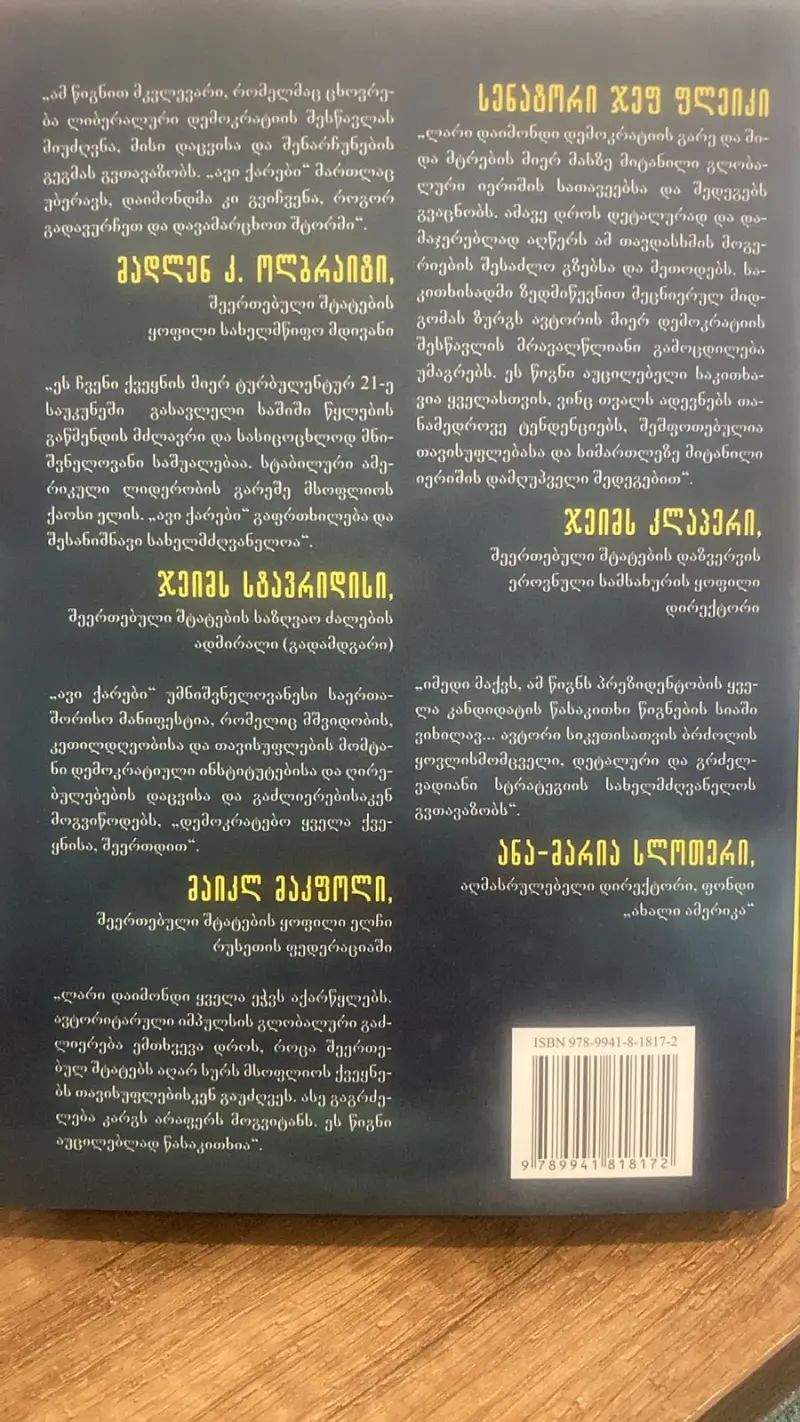 „ამ წიგნით მკვლევარი, რომელმაც ცხოვრე-
ბა ლიბერალური დემოკრატიის შესწავლას
მიუძღვნა, მისი დაცვისა და შენარჩუნების
გეგმას გვთავაზობს. „ავი ქარები“ მართლაც
უბერავს, დაიმონდმა კი გვიჩვენა, როგორ
გადავურჩეთ და დავამარცხოთ შტორმი“.
მადლენ კ. ოლბრაიტი,
შეერთებული შტატების
ყოფილი სახელმწიფო მდივანი
„ეს ჩვენი ქვეყნის მიერ ტურბულენტურ 21-ე
საუკუნეში გასავლელი საშიში წყლების
გაწმენდის მძლავრი და სასიცოცხლოდ მნი-
შვნელოვანი საშუალებაა. სტაბილური ამე-
რიკული ლიდერობის გარეშე მსოფლიოს
ქაოსი ელის. „ავი ქარები“ გაფრთხილება და
შესანიშნავი სახელმძღვანელოა“.
ჯეიმს სტავრიდისი,
შეერთებული შტატების საზღვაო ძალების
ადმირალი (გადამდგარი)
„ავი ქარები“ უმნიშვნელოვანესი საერთა-
შორისო მანიფესტია, რომელიც მშვიდობის,
კეთილდღეობისა და თავისუფლების მომტა-
ნი დემოკრატიული ინსტიტუტებისა და ღირე-
ბულებების დაცვისა და გაძლიერებისაკენ
მოგვიწოდებს, „დემოკრატებო ყველა ქვე-
ყნისა, შეერთდით“.
მაიკლ მაკფოლი,
შეერთებული შტატების ყოფილი ელჩი
რუსეთის ფედერაციაში
„ლარი დაიმონდი ყველა ეჭვს აქარწყლებს.
ავტორიტარული იმპულსის გლობალური გაძ-
ლიერება ემთხვევა დროს, როცა შეერთე-
ბულ შტატებს აღარ სურს მსოფლიოს ქვეყნე-
ბს თავისუფლებისკენ გაუძღვეს. ასე გაგრძე-
ლება კარგს არაფერს მოგვიტანს. ეს წიგნი
აუცილებლად წასაკითხია“.
სენატორი ჯეფ ფლეიკი
„ლარი დაიმონდი დემოკრატიის გარე და ში-
და მტრების მიერ მასზე მიტანილი გლობა-
ლური იერიშის სათავეებსა და შედეგებს
გვაცნობს. ამავე დროს დეტალურად და და-
მაჯერებლად აღწერს ამ თავდასხმის მოგე-
რიების შესაძლო გზებსა და მეთოდებს. სა-
კითხისადმი ზედმიწევნით მეცნიერულ მიდ-
გომას ზურგს ავტორის მიერ დემოკრატიის
შესწავლის მრავალწლიანი გამოცდილება
უმაგრებს. ეს წიგნი აუცილებელი საკითხა-
ვია ყველასთვის, ვინც თვალს ადევნებს თა-
ნამედროვე ტენდენციებს, შეშფოთებულია
თავისუფლებასა და სიმართლეზე მიტანილი
იერიშის დამღუპველი შედეგებით“.
ჯეიმს კლაპერი,
შეერთებული შტატების დაზვერვის
ეროვნული სამსახურის ყოფილი
დირექტორი
„იმედი მაქვს, ამ წიგნს პრეზიდენტობის ყვე-
ლა კანდიდატის წასაკითხი წიგნების სიაში
ვიხილავ... ავტორი სიკეთისათვის ბრძოლის
ყოვლისმომცველი, დეტალური და გრძელ-
ვადიანი სტრატეგიის სახელმძღვანელოს
გვთავაზობს“.
ანა-მარია სლოთერი,
აღმასრულებელი დირექტორი, ფონდი
„ახალი ამერიკა“
ISBN 978-9941-8-1817-2
9 789941 818172